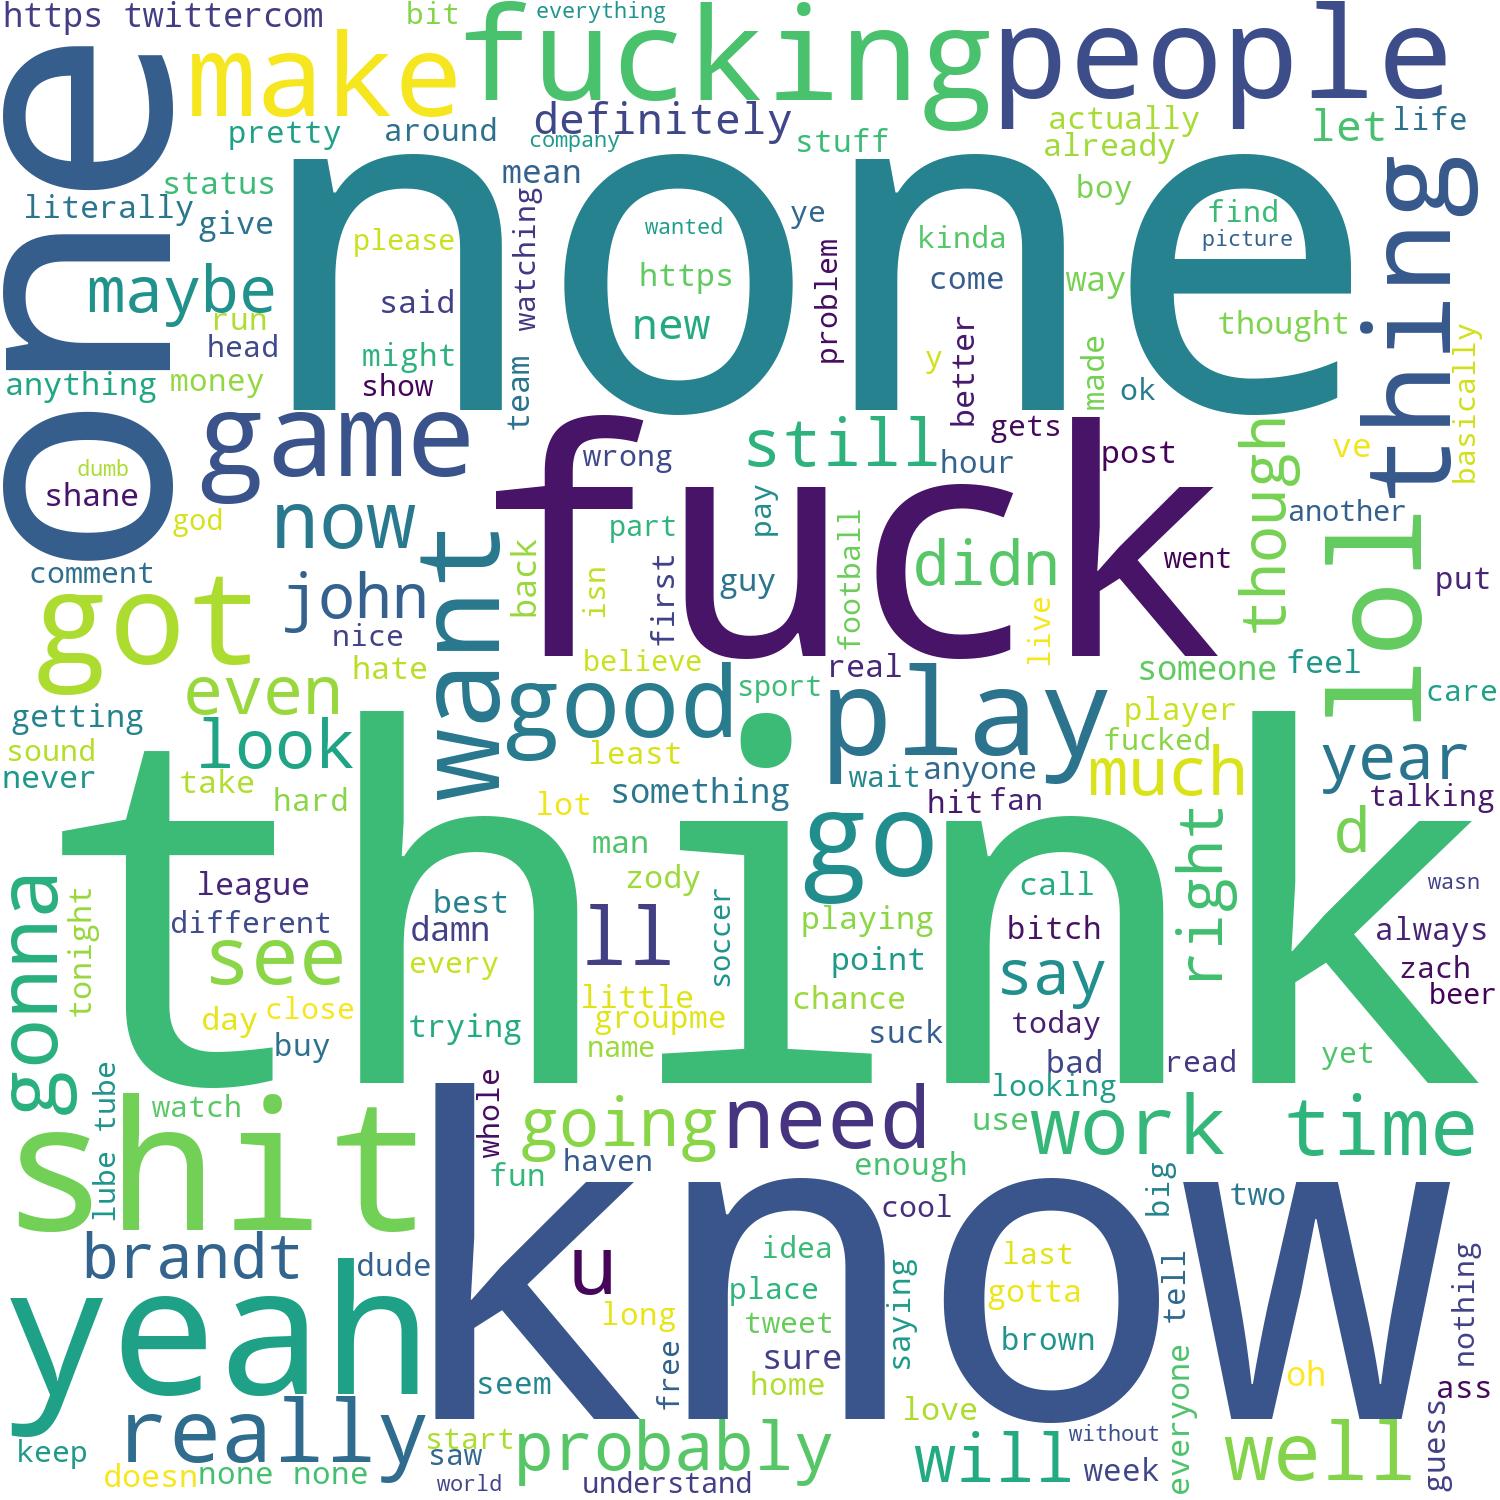 https twittercom
bit
everything
one
make
fucking
people
pretty
around
definitely
company
stuff
actually
already
let
life
literally
status
give
mean
watching
ye
boy
thing
none
please
wanted
https
new
said
might
show
problem
kinda
come
way
find
picture
thought
maybe
run
head
anything
money
team
y
better
made
ok
basically
dumb
shane
god
game
now
fuck
wrong
still
hour
gets
post
though
ve
another
comment
got
john
nice
hate
want
back
part
isn
first
pay
guy
football
didn
live
went
lol
put
believe
real
someone
feel
care
getting
even
look
good
sport
play
player
fucked
much
year
sound
never
take
hard
least
something
lot
wait
anyone
hit
fan
talking
think
man
zody
go
right
d
gonna
tonight
league
different
see
best
damn
every
ll
soccer
playing
point
chance
call
bitch
say
wasn
always
zach
beer
day
close
buy
trying
little
groupme
name
suck
today
bad
looking
read
yet
lube tube
watch
shit
whole
going
need
use
work
time
fun
haven
enough
know
cool
big
two
brandt
dude
u
idea
place
tweet
sure
home
saying
last
gotta
brown
tell
nothing
yeah
long
free
seem
love
everyone
oh
ass
guess
really
keep
doesn
none none
start
saw
world
probably
understand
will
without
week
well